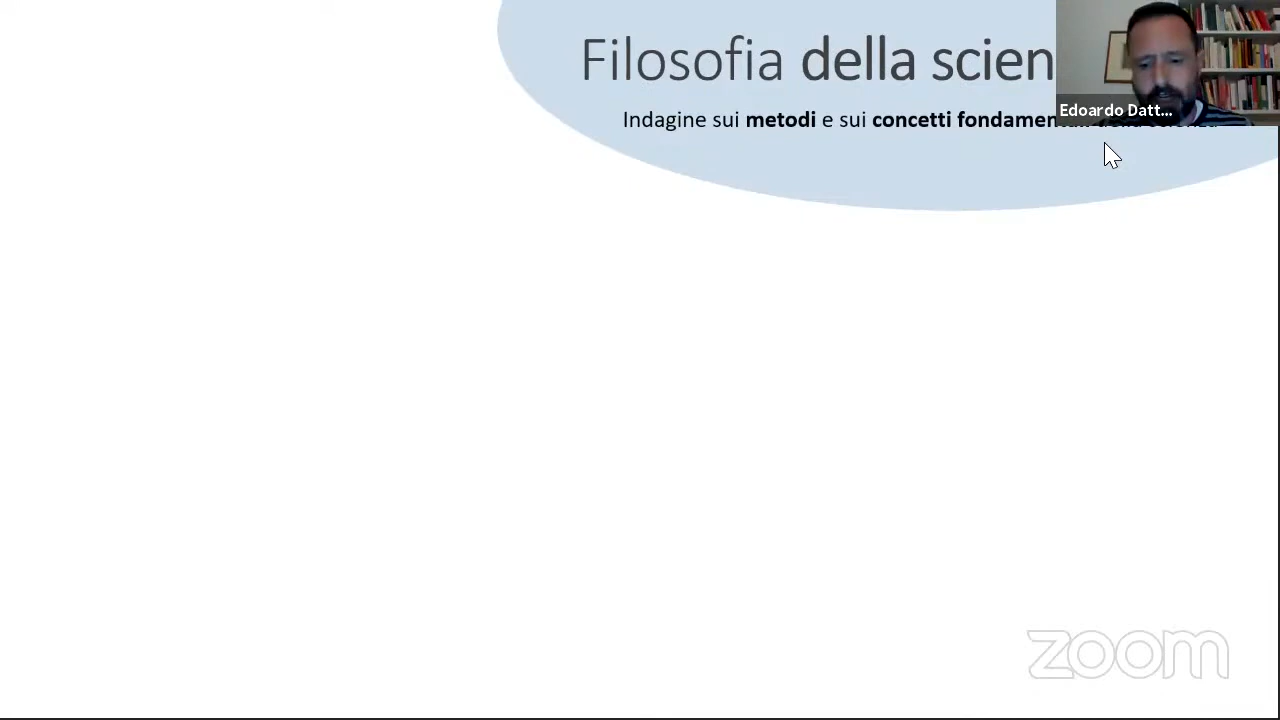 Filosofia della scien
Indagine sui metodi e sui concetti fondamen
Edoardo Datt...
zoom